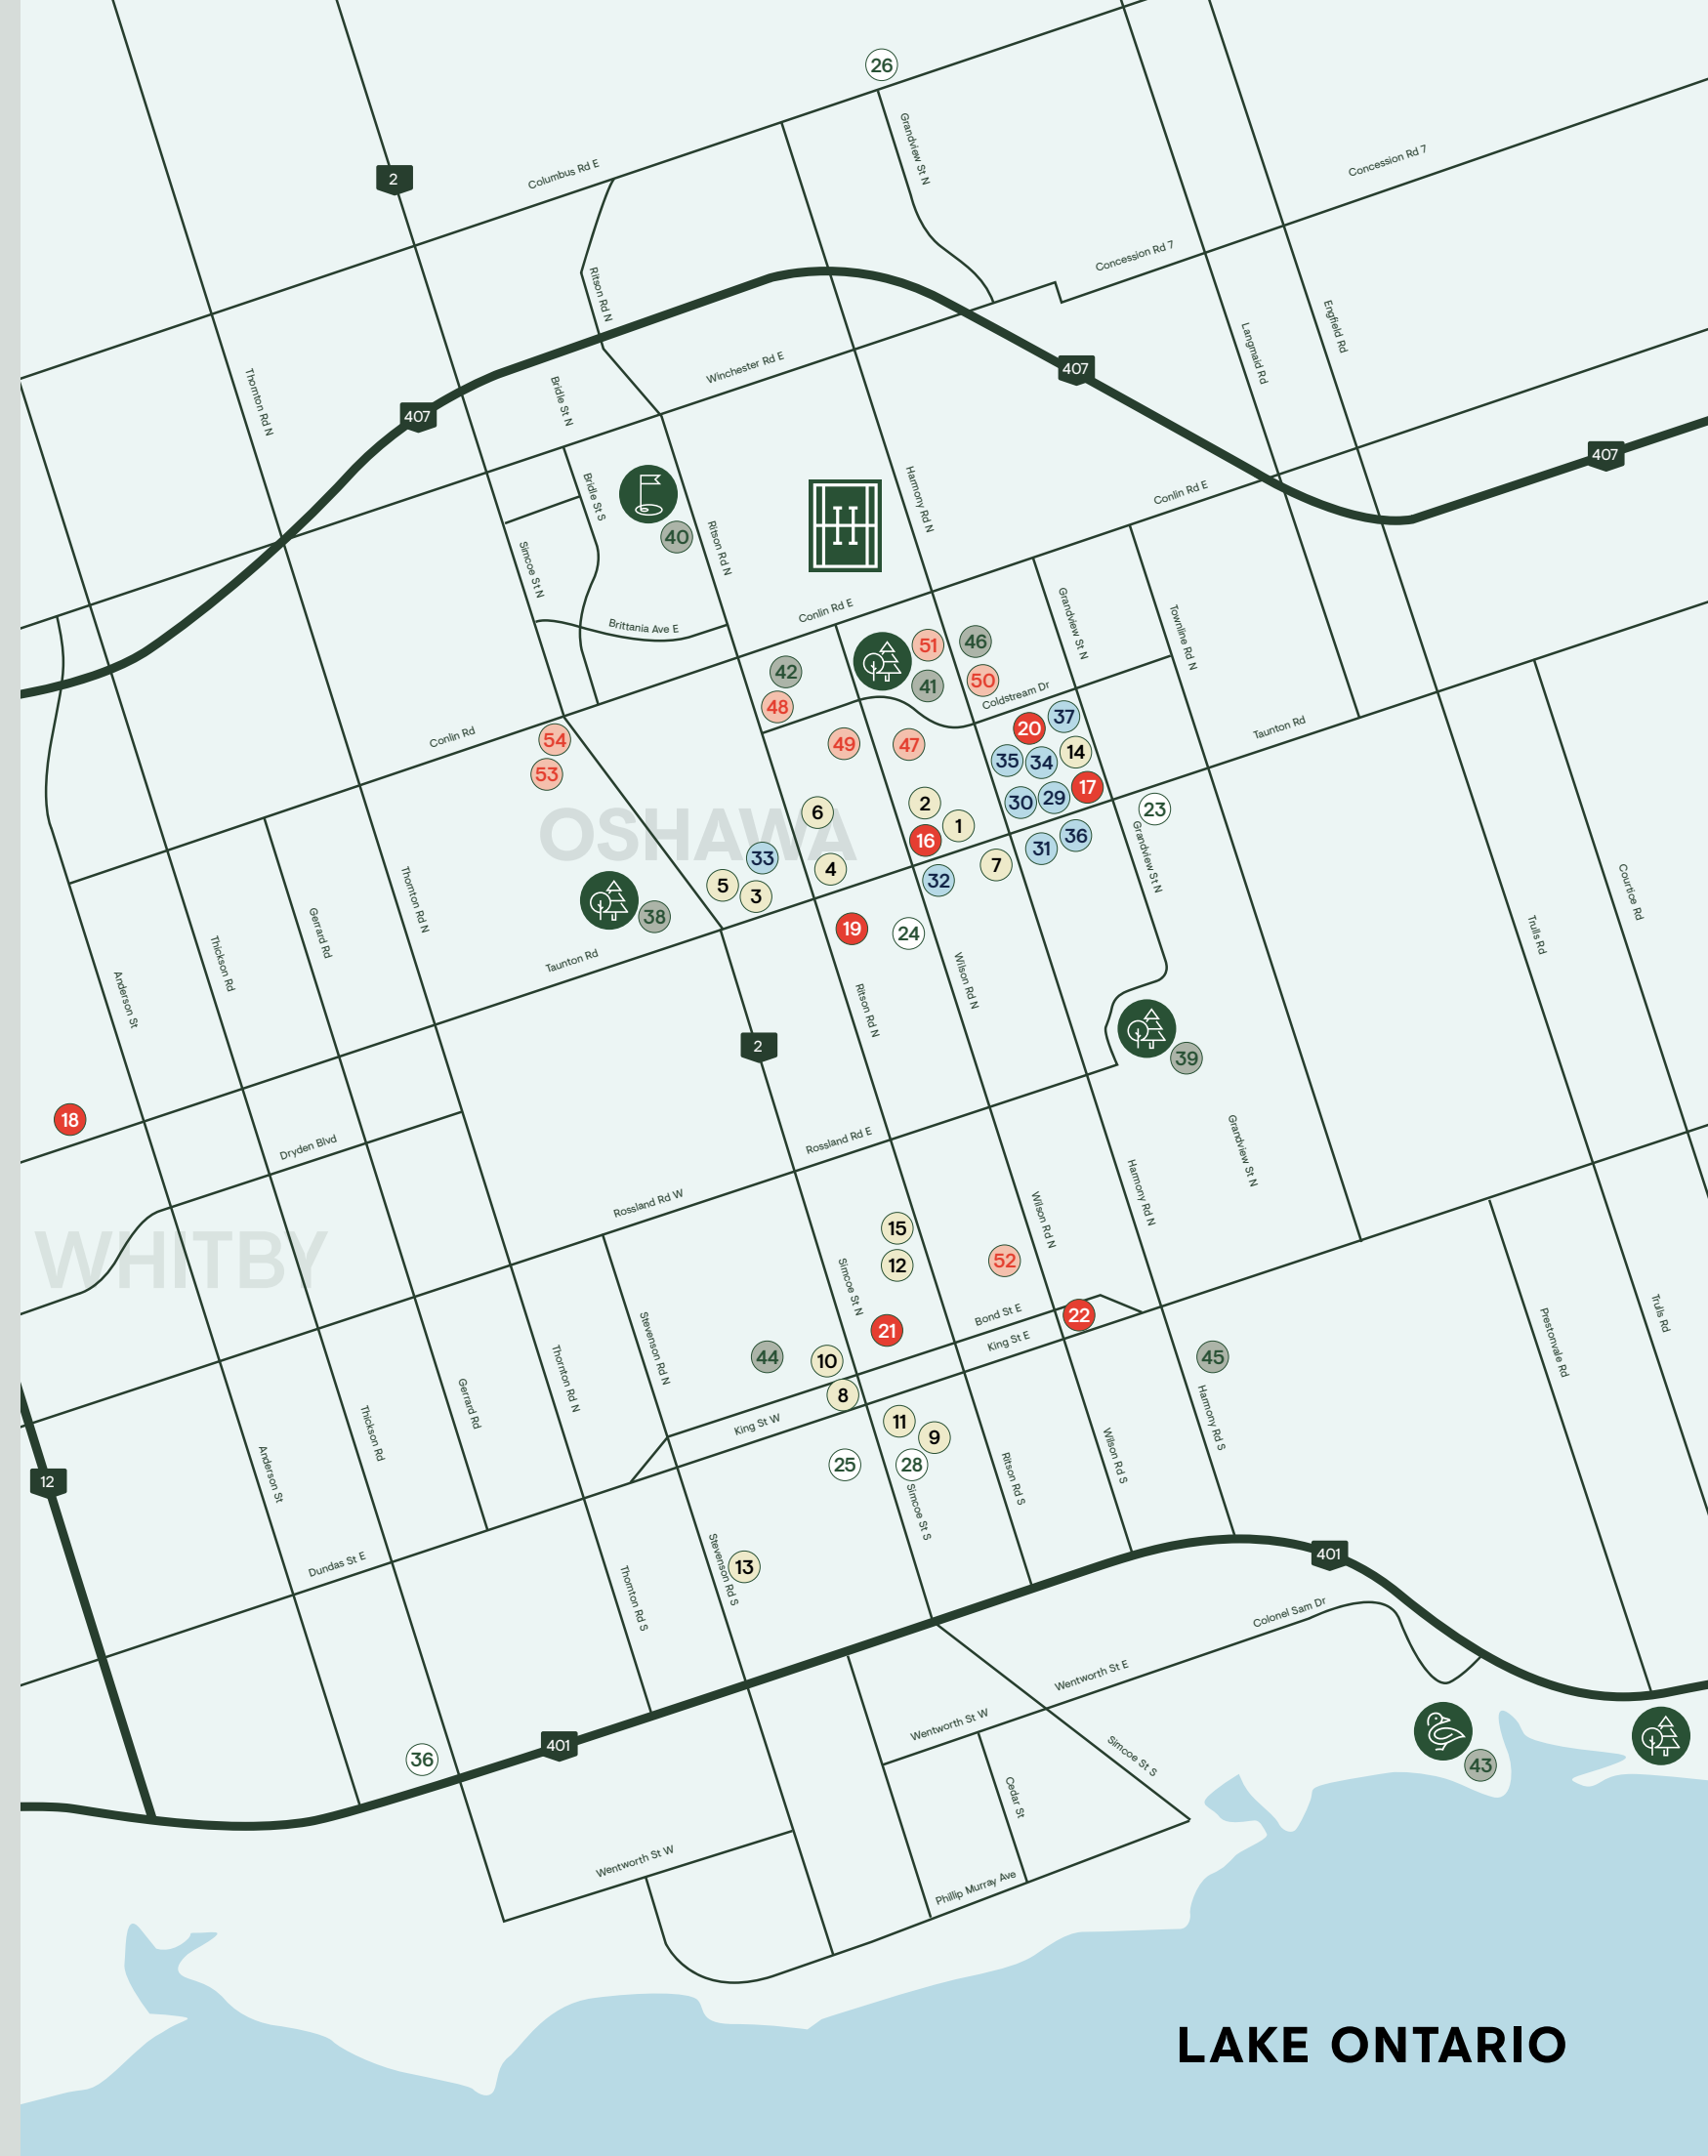 26
Grandview St N
Concession Rd 7
Columbus Rd E
2
Concession Rd 7
Ritson Rd N
Engfield Rd
Langmaid Rd
Winchester Rd E
407
Thornton Rd N
Bridle St N
407
407
Harmony Rd N
Conlin Rd E
Bridle St S
H
40
Ritson Rd N
Simcoe St N
Conlin Rd E
Brittania Ave E
Grandview St N
Townline Rd N
51
46
42
41
50
Coldstream Dr
48
37
20
Taunton Rd
Conlin Rd
54
49
47
14
35
34
53
17
30
29
2
23
6
OSHAWA
1
16
36
31
33
4
7
Grandview St N
32
5
3
Courtice Rd
38
19
24
Trulls Rd
Thornton Rd N
Gerrard Rd
Taunton Rd
Thickson Rd
Wilson Rd N
Anderson St
Ritson Rd N
2
39
18
Dryden Blvd
Rossland Rd E
Grandview St N
Rossland Rd W
Harmony Rd N
Wilson Rd N
15
WHITBY
12
52
Simcoe St N
Bond St E
22
Trulls Rd
21
King St E
Stevenson Rd N
Prestonvale Rd
44
10
45
Thornton Rd N
8
Gerrard Rd
Harmony Rd S
King St W
11
9
Thickson Rd
25
28
Wilson Rd S
Anderson St
12
Ritson Rd S
Simcoe St S
401
Dundas St E
13
Stevenson Rd S
Thornton Rd S
Colonel Sam Dr
Wentworth St E
Wentworth St W
401
36
Simcoe St S
43
Cedar St
Wentworth St W
Phillip Murray Ave
LAKE ONTARIO